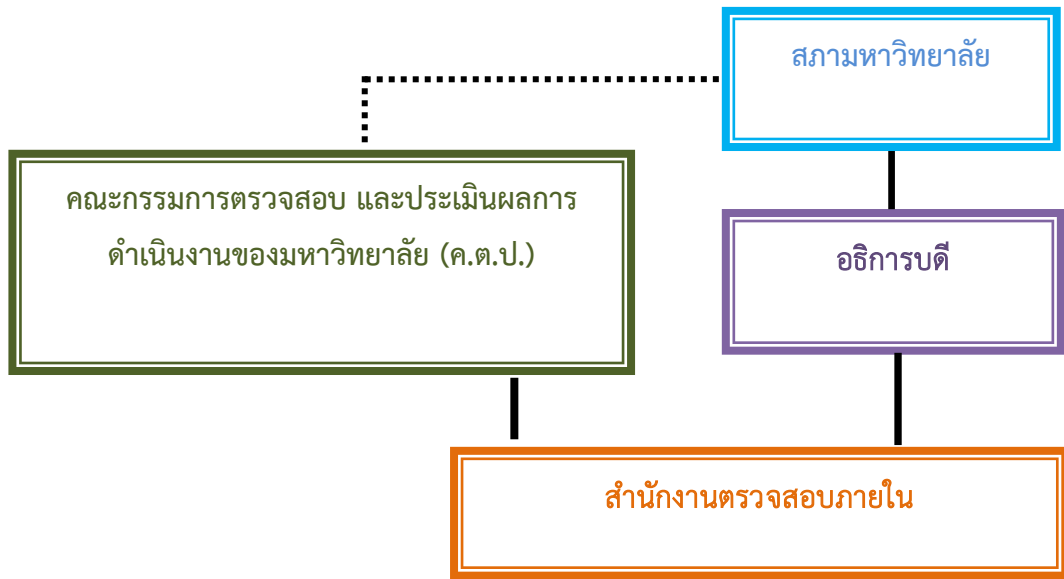 สภามหาวิทยาลัย
คณะกรรมการตรวจสอบ และประเมินผลการ
ดำเนินงานของมหาวิทยาลัย (ค.ต.ป.)
อธิการบดี
สำนักงานตรวจสอบภายใน